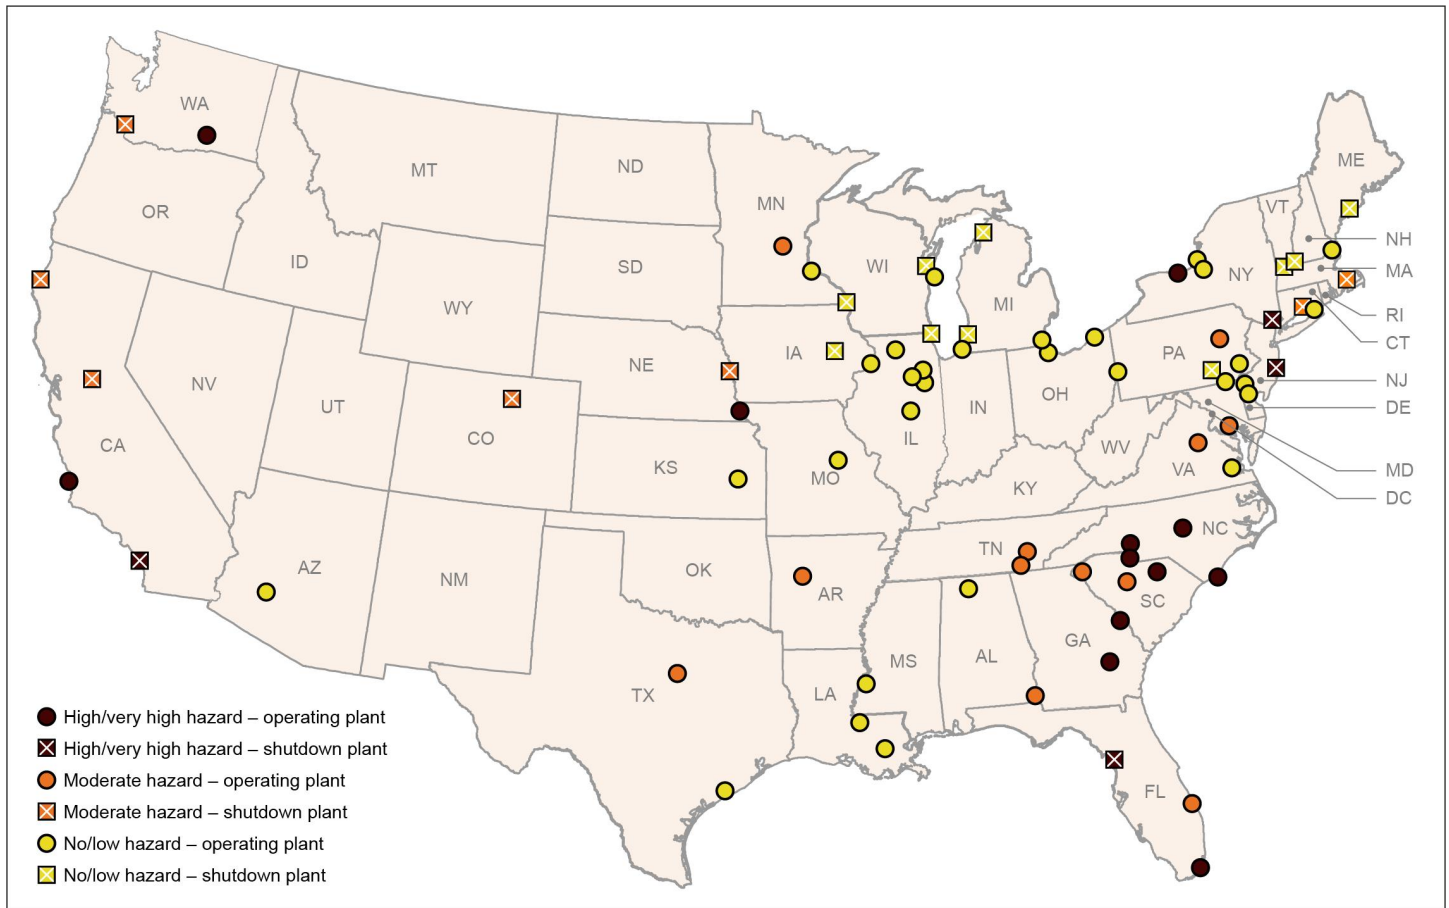 WA
ME
MT
ND
MN
VT
OR
NH
WI
SD
ID
NY
MA
MI
WY
RI
CT
IA
PA
NE
NV
NJ
OH
UT
DE
IN
CO
IL
CA
WV
KS
VA
MD
MO
KY
DC
NC
TN
AZ
OK
NM
AR
SC
GA
MS
AL
TX
LA
FL
High/very high hazard – operating plant
High/very high hazard – shutdown plant
Moderate hazard – operating plant
Moderate hazard – shutdown plant
No/low hazard – operating plant
No/low hazard – shutdown plant